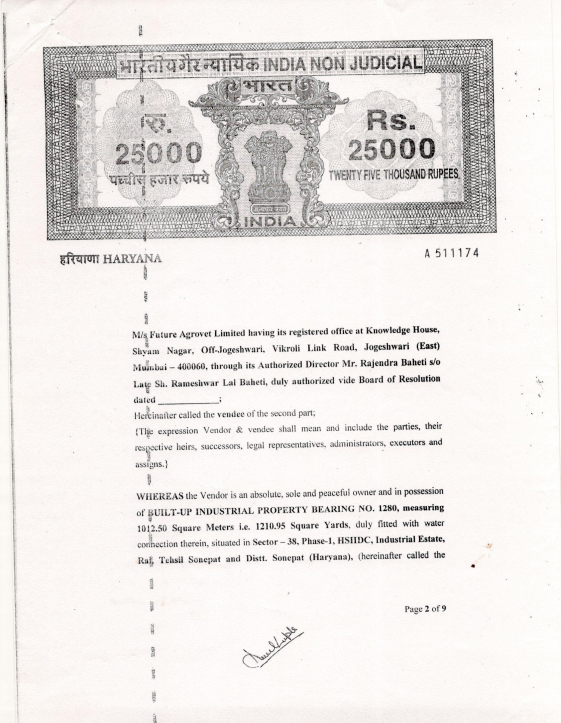 भारतीय गैर न्यायिक INDIA NON JUDICIAL
भारत
रु.
25000
पच्चीस हजार रुपये
Rs.
25000
TWENTY FIVE THOUSAND RUPEES
INDIA
हरियाणा HARYANA
A 511174
M/s Future Agrovet Limited having its registered office at Knowledge House,
Shyam Nagar, Off-Jogeshwari, Vikroli Link Road, Jogeshwari (East)
Mumbai – 400060, through its Authorized Director Mr. Rajendra Baheti s/o
Late Sh. Rameshwar Lal Baheti, duly authorized vide Board of Resolution
dated ____________;
Hereinafter called the vendee of the second part;
{The expression Vendor & vendee shall mean and include the parties, their
respective heirs, successors, legal representatives, administrators, executors and
assigns.}
WHEREAS the Vendor is an absolute, sole and peaceful owner and in possession
of BUILT-UP INDUSTRIAL PROPERTY BEARING NO. 1280, measuring
1012.50 Square Meters i.e. 1210.95 Square Yards, duly fitted with water
connection therein, situated in Sector – 38, Phase-1, HSIIDC, Industrial Estate,
Rai, Tehsil Sonepat and Distt. Sonepat (Haryana), (hereinafter called the
Page 2 of 9